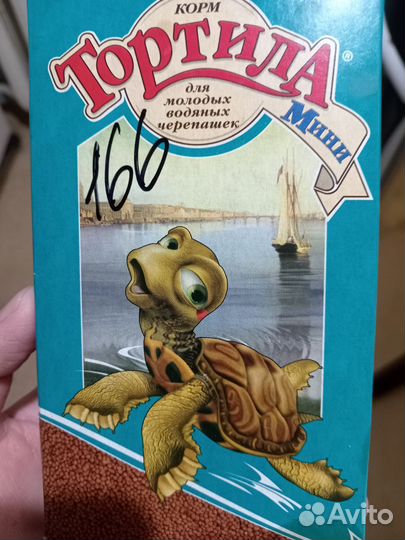 КОРМ
ТОРТИЛА®
для
молодых
водяных
черепашек
МИНИ
166
Avito